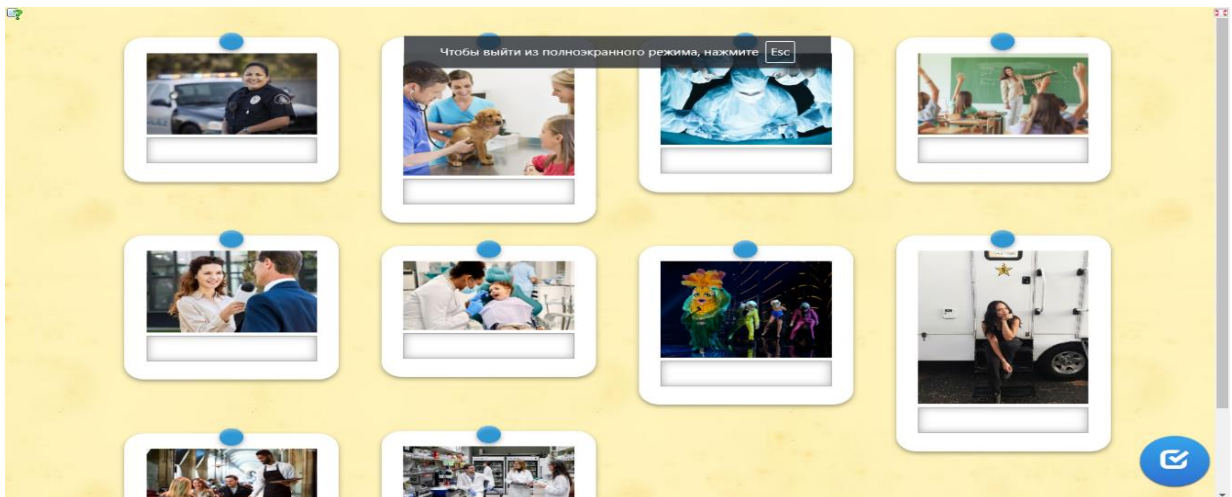 Чтобы выйти из полноэкранного режима, нажмите Esc